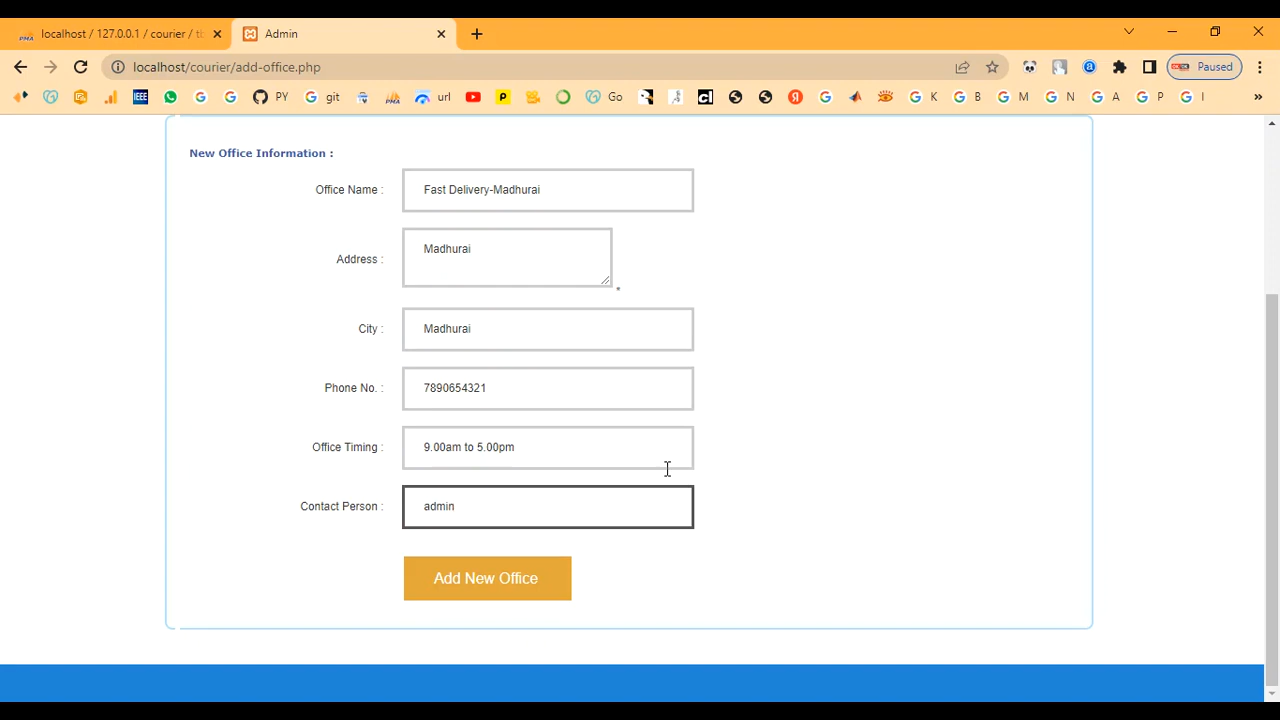 localhost / 127.0.0.1 / courier / tb
Admin
localhost/courier/add-office.php
Paused
IEEE
PY
git
url
Go
K
B
M
N
A
P
I
New Office Information :
Office Name :
Fast Delivery-Madhurai
Address :
Madhurai
*
City :
Madhurai
Phone No. :
7890654321
Office Timing :
9.00am to 5.00pm
Contact Person :
admin
Add New Office